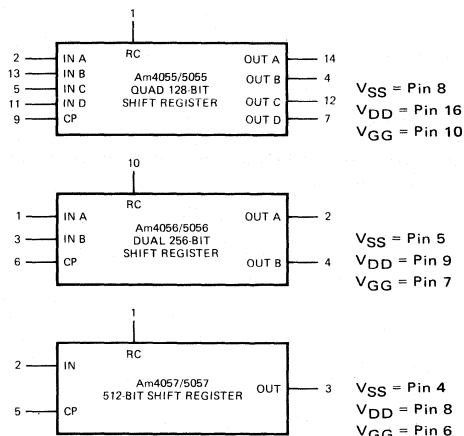 1
RC
2 IN A OUT A 14
13 IN B Am4055/5055 OUT B 4
5 IN C QUAD 128-BIT OUT C 12
11 IN D SHIFT REGISTER OUT D 7
9 CP
VSS = Pin 8
VDD = Pin 16
VGG = Pin 10
10
RC
1 IN A Am4056/5056 OUT A 2
3 IN B DUAL 256-BIT
6 CP SHIFT REGISTER OUT B 4
VSS = Pin 5
VDD = Pin 9
VGG = Pin 7
1
RC
2 IN
Am4057/5057 OUT 3
5 CP 512-BIT SHIFT REGISTER
VSS = Pin 4
VDD = Pin 8
VGG = Pin 6